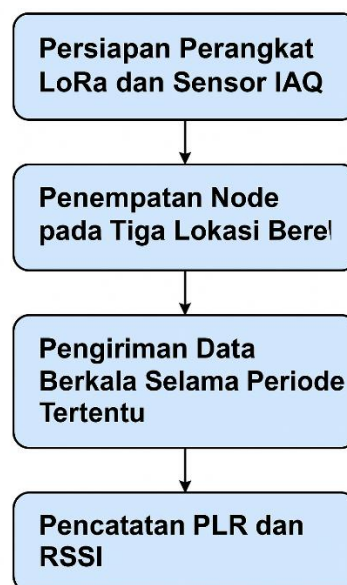 Persiapan Perangkat
LoRa dan Sensor IAQ
Penempatan Node
pada Tiga Lokasi
Pengiriman Data
Berkala Selama Periode
Tertentu
Pencatatan PLR dan
RSSI